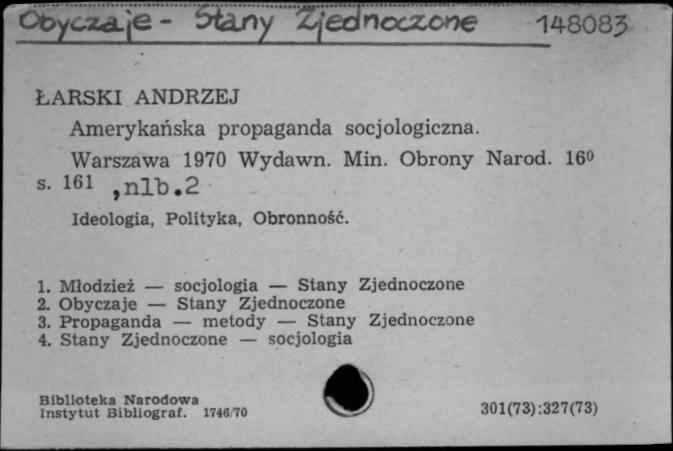 Obyczaje - Stany Zjednoczone 148083
ŁARSKI ANDRZEJ
Amerykańska propaganda socjologiczna.
Warszawa 1970 Wydawn. Min. Obrony Narod. 16⁰
s. 161 ,nlb.2
Ideologia, Polityka, Obronność.
1. Młodzież — socjologia — Stany Zjednoczone
2. Obyczaje — Stany Zjednoczone
3. Propaganda — metody — Stany Zjednoczone
4. Stany Zjednoczone — socjologia
Biblioteka Narodowa
Instytut Bibliograf. 1746/70
301(73):327(73)